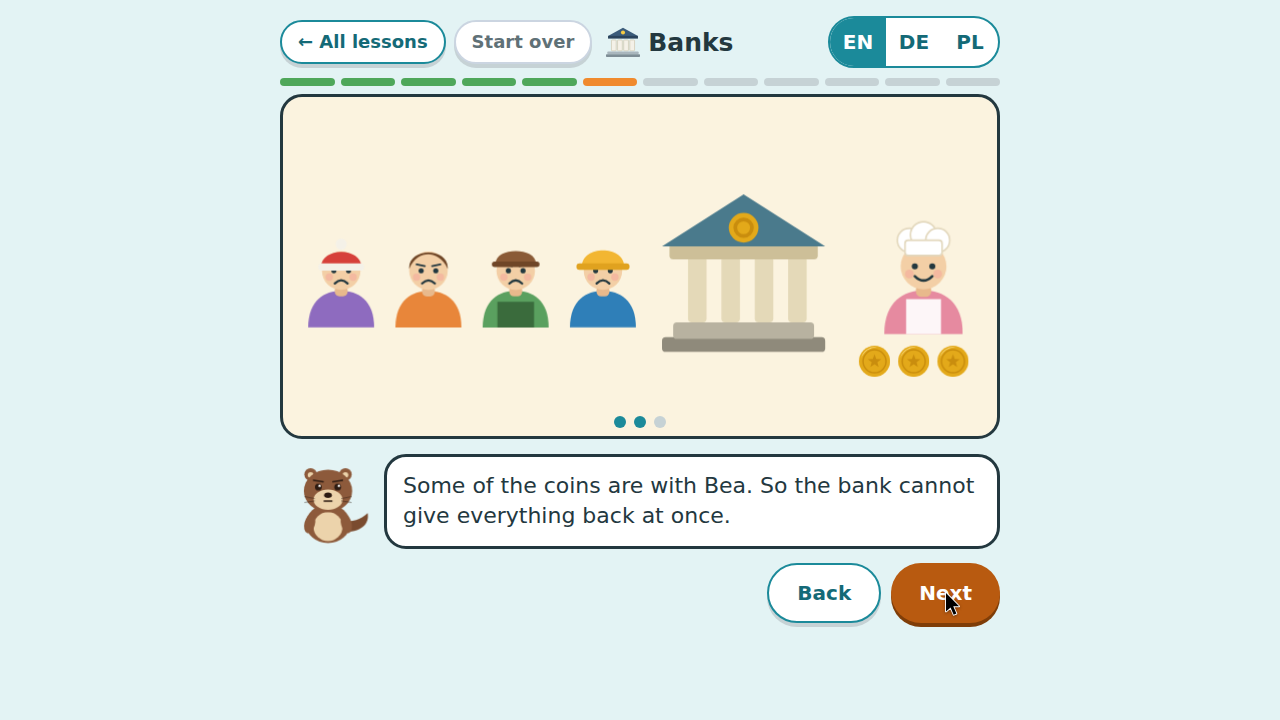 ← All lessons
Start over
Banks
EN
DE
PL
Some of the coins are with Bea. So the bank cannot
give everything back at once.
Back
Next